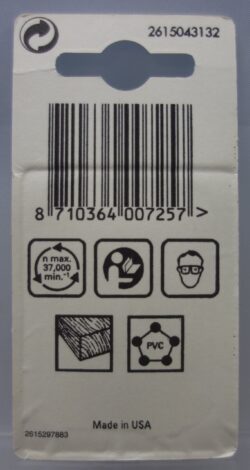 2615043132
8 710364 007257 >
n max.
37,000
min.⁻¹
PVC
Made in USA
2615297883